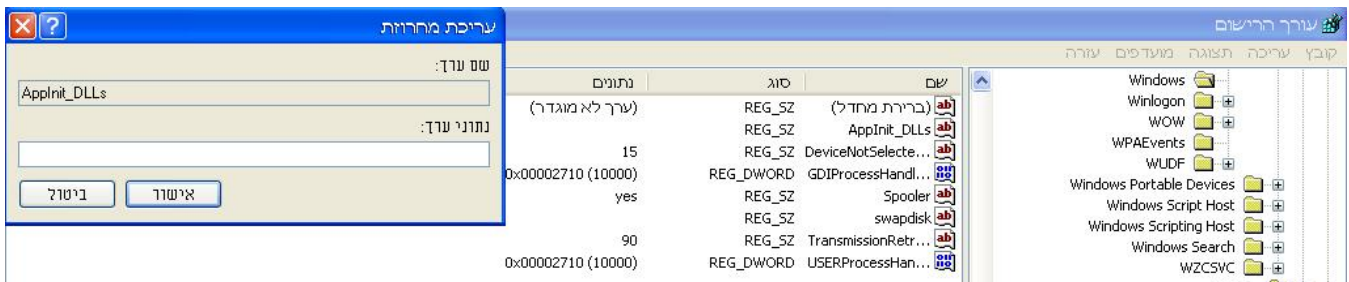 עורך הרישום
קובץ עריכה תצוגה מועדפים עזרה
Windows
Winlogon
WOW
WPAEvents
WUDF
Windows Portable Devices
Windows Script Host
Windows Scripting Host
Windows Search
WZCSVC
שם סוג נתונים
(ברירת מחדל) REG_SZ (ערך לא מוגדר)
AppInit_DLLs REG_SZ
DeviceNotSelecte... REG_SZ 15
GDIProcessHandl... REG_DWORD 0x00002710 (10000)
Spooler REG_SZ yes
swapdisk REG_SZ
TransmissionRetr... REG_SZ 90
USERProcessHan... REG_DWORD 0x00002710 (10000)
עריכת מחרוזת
שם ערך:
AppInit_DLLs
נתוני ערך:
אישור ביטול